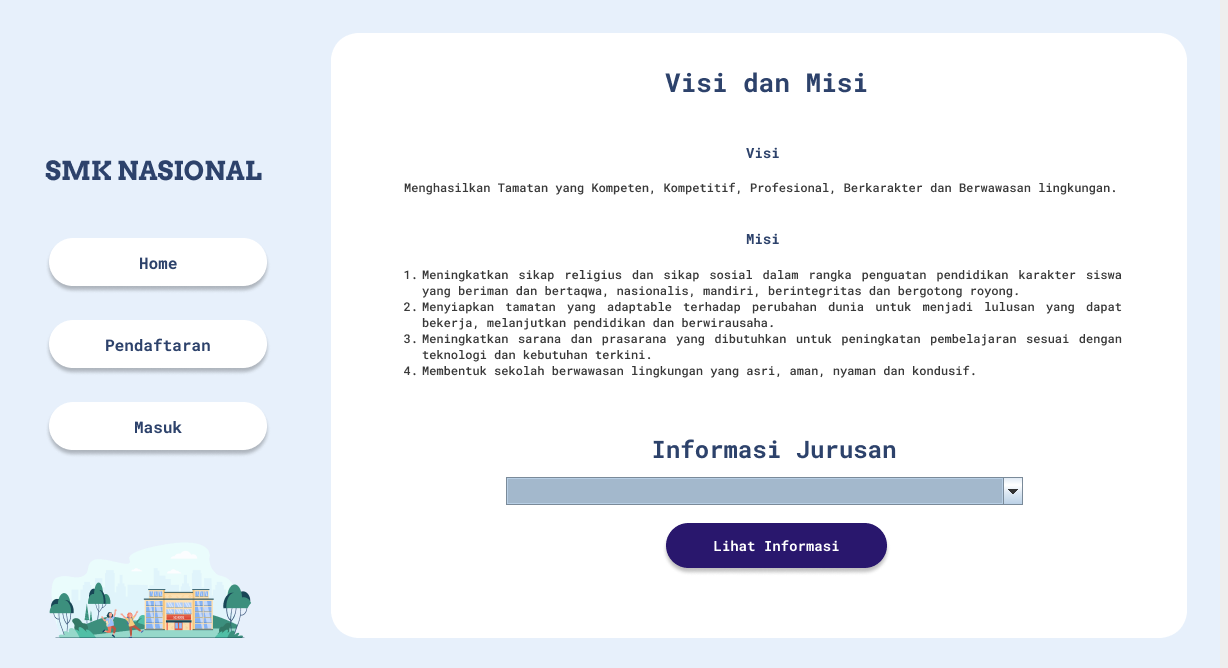 SMK NASIONAL
Home
Pendaftaran
Masuk
Visi dan Misi
Visi
Menghasilkan Tamatan yang Kompeten, Kompetitif, Profesional, Berkarakter dan Berwawasan lingkungan.
Misi
1. Meningkatkan sikap religius dan sikap sosial dalam rangka penguatan pendidikan karakter siswa
yang beriman dan bertaqwa, nasionalis, mandiri, berintegritas dan bergotong royong.
2. Menyiapkan tamatan yang adaptable terhadap perubahan dunia untuk menjadi lulusan yang dapat
bekerja, melanjutkan pendidikan dan berwirausaha.
3. Meningkatkan sarana dan prasarana yang dibutuhkan untuk peningkatan pembelajaran sesuai dengan
teknologi dan kebutuhan terkini.
4. Membentuk sekolah berwawasan lingkungan yang asri, aman, nyaman dan kondusif.
Informasi Jurusan
Lihat Informasi